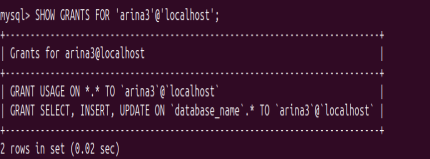 mysql> SHOW GRANTS FOR 'arina3'@'localhost';
+-----------------------------------------------------------------------+
| Grants for arina3@localhost |
+-----------------------------------------------------------------------+
| GRANT USAGE ON *.* TO `arina3`@`localhost` |
| GRANT SELECT, INSERT, UPDATE ON `database_name`.* TO `arina3`@`localhost` |
+-----------------------------------------------------------------------+
2 rows in set (0.02 sec)